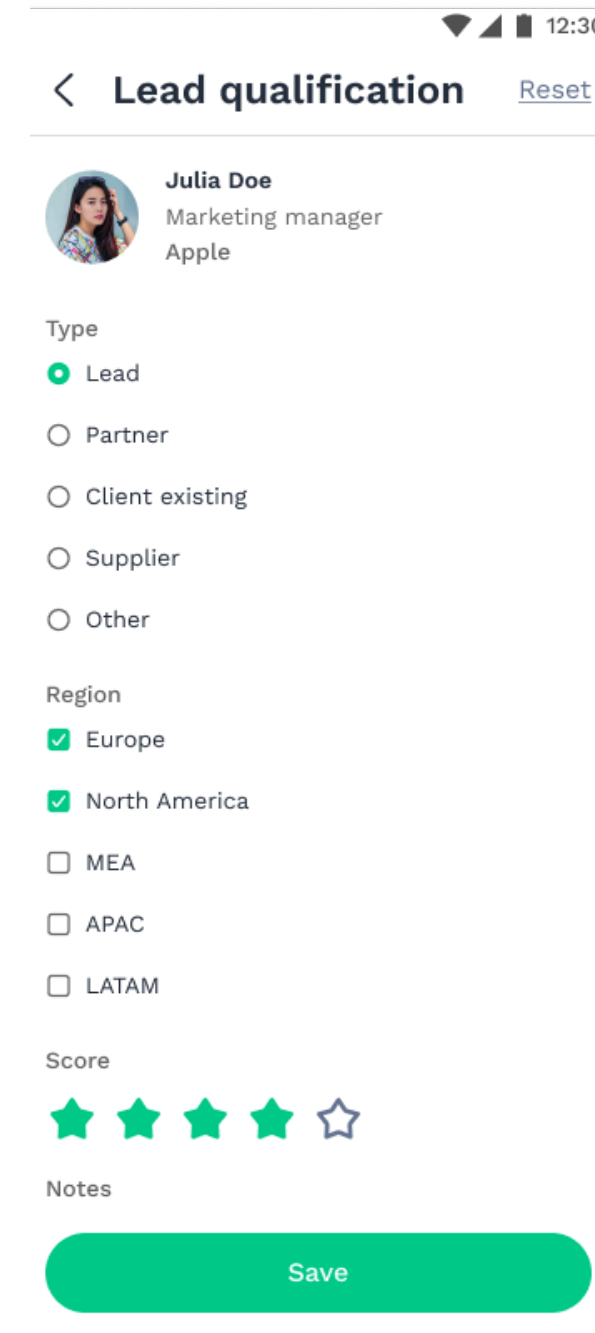 12:30
Lead qualification
Reset
Julia Doe
Marketing manager
Apple
Type
Lead
Partner
Client existing
Supplier
Other
Region
Europe
North America
MEA
APAC
LATAM
Score
Notes
Save